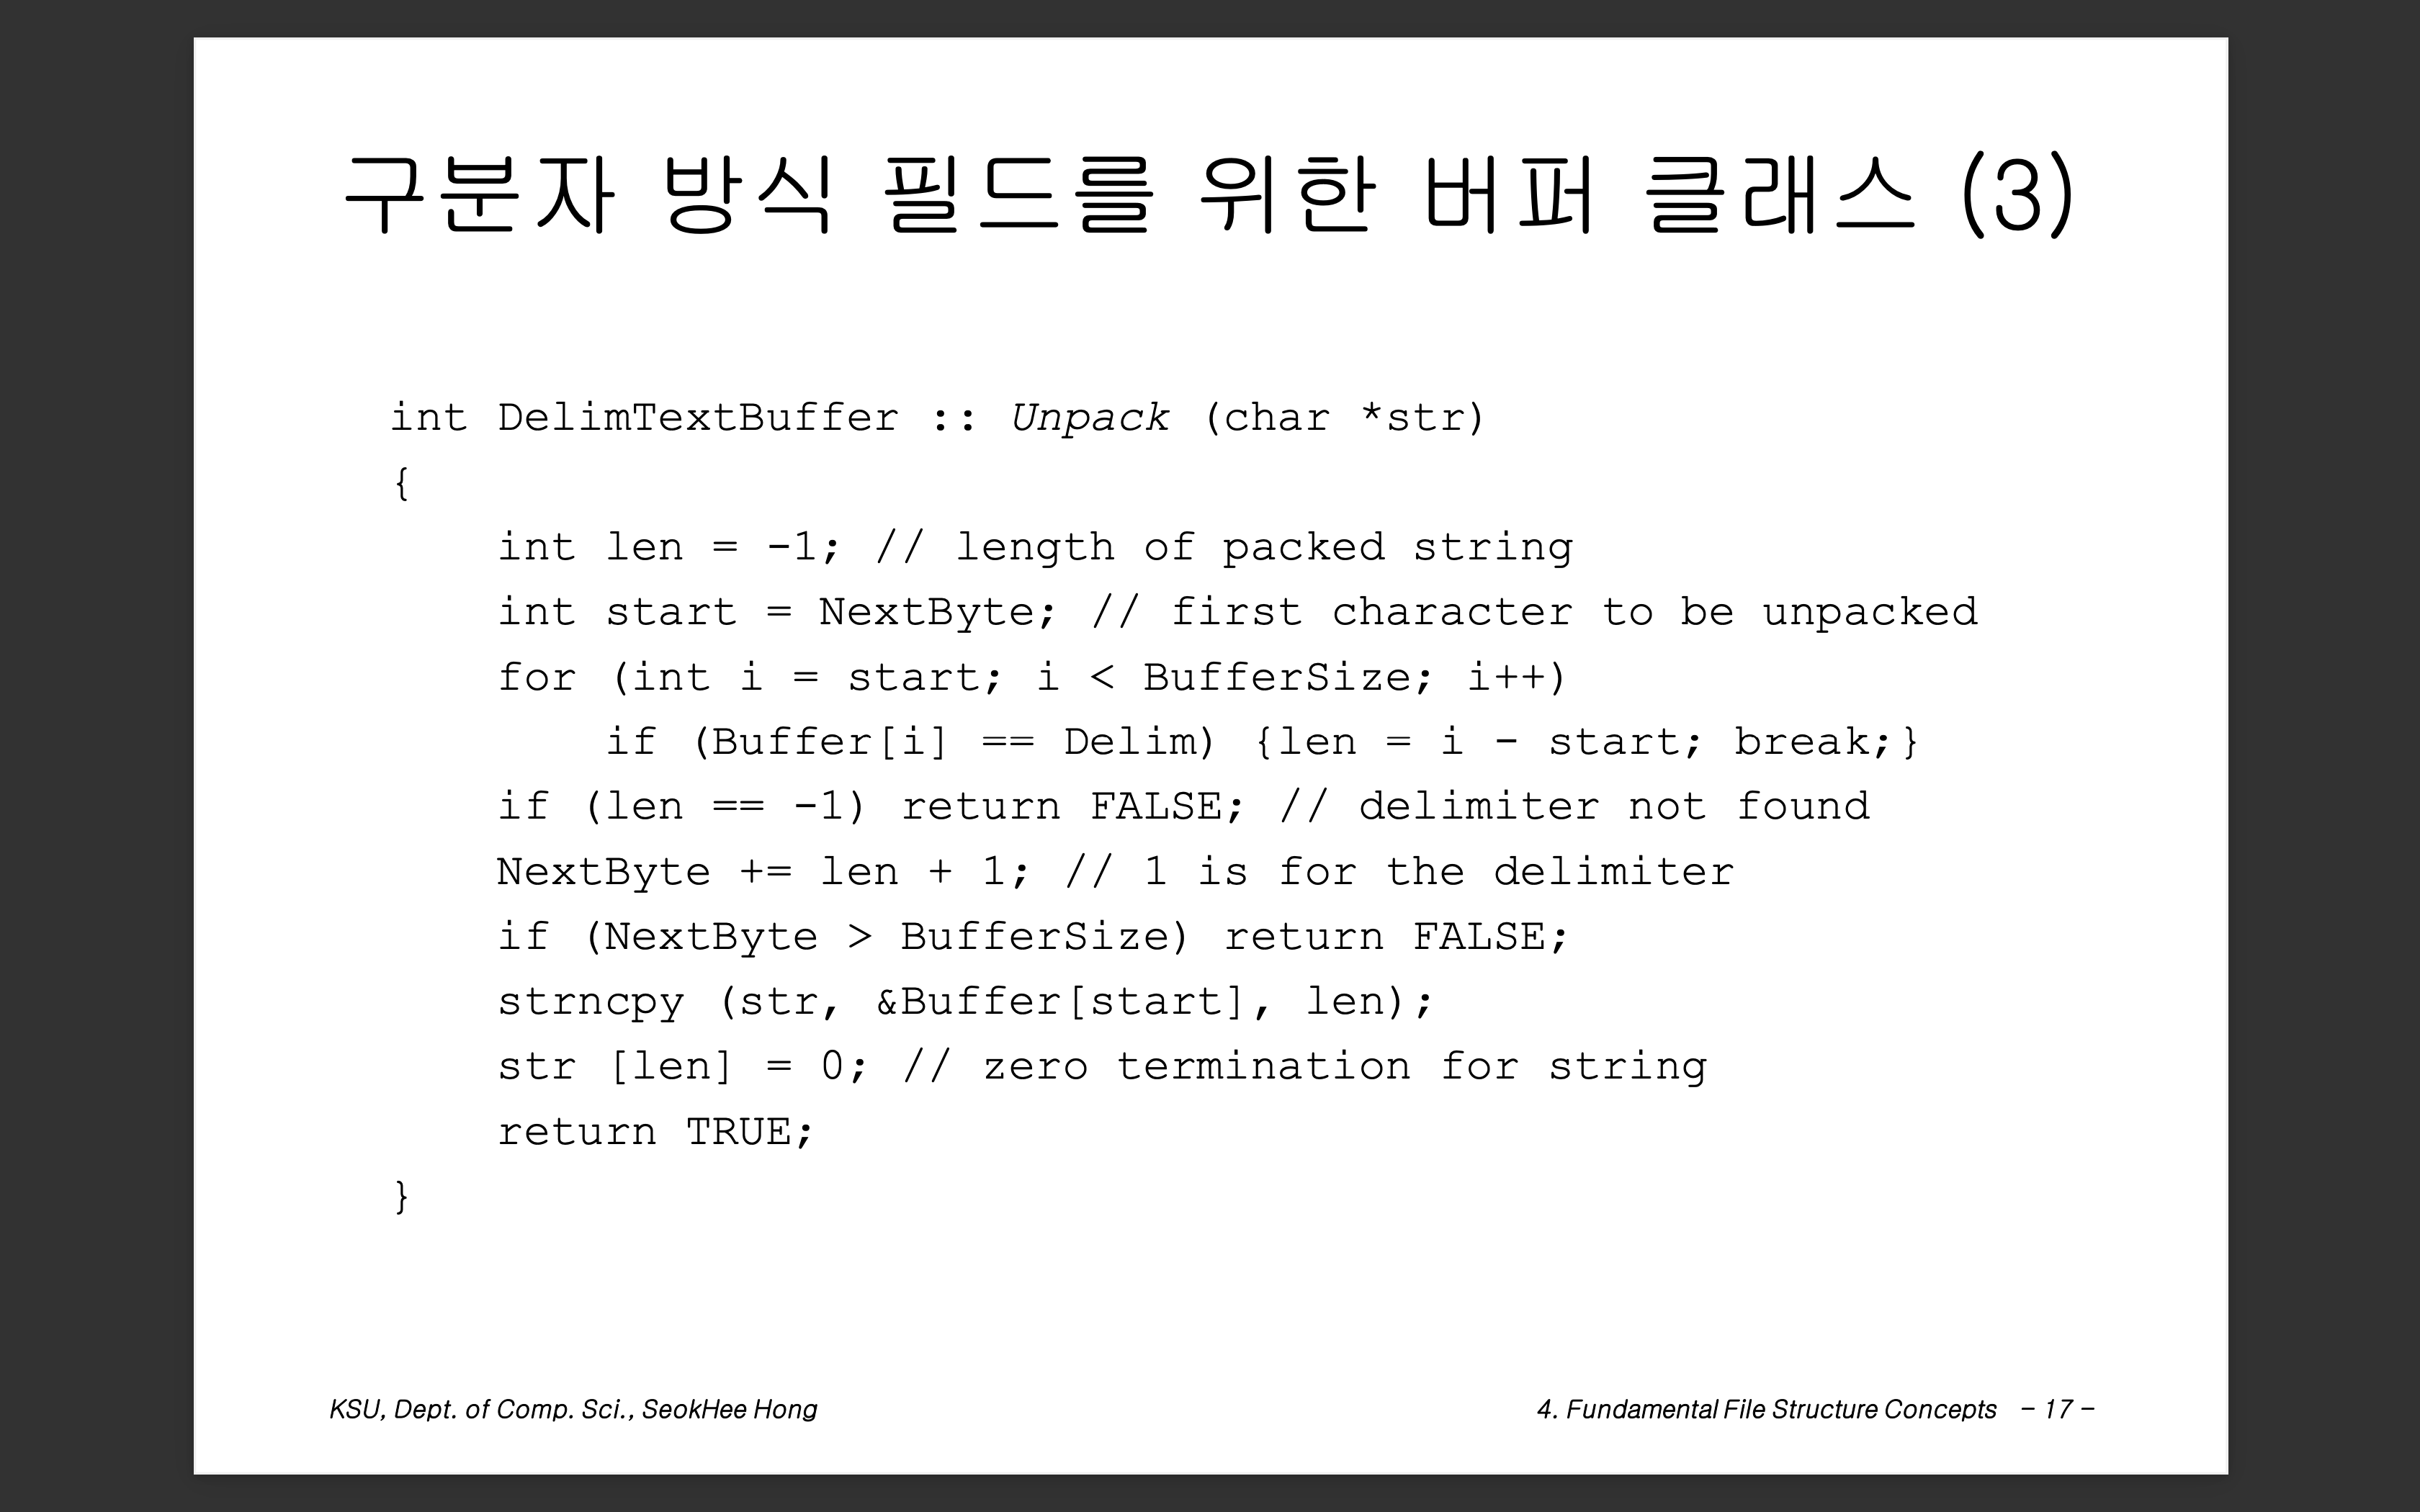 구분자 방식 필드를 위한 버퍼 클래스 (3)
int DelimTextBuffer :: Unpack (char *str)
{
int len = -1; // length of packed string
int start = NextByte; // first character to be unpacked
for (int i = start; i < BufferSize; i++)
if (Buffer[i] == Delim) {len = i - start; break;}
if (len == -1) return FALSE; // delimiter not found
NextByte += len + 1; // 1 is for the delimiter
if (NextByte > BufferSize) return FALSE;
strncpy (str, &Buffer[start], len);
str [len] = 0; // zero termination for string
return TRUE;
}
KSU, Dept. of Comp. Sci., SeokHee Hong
4. Fundamental File Structure Concepts - 17 -